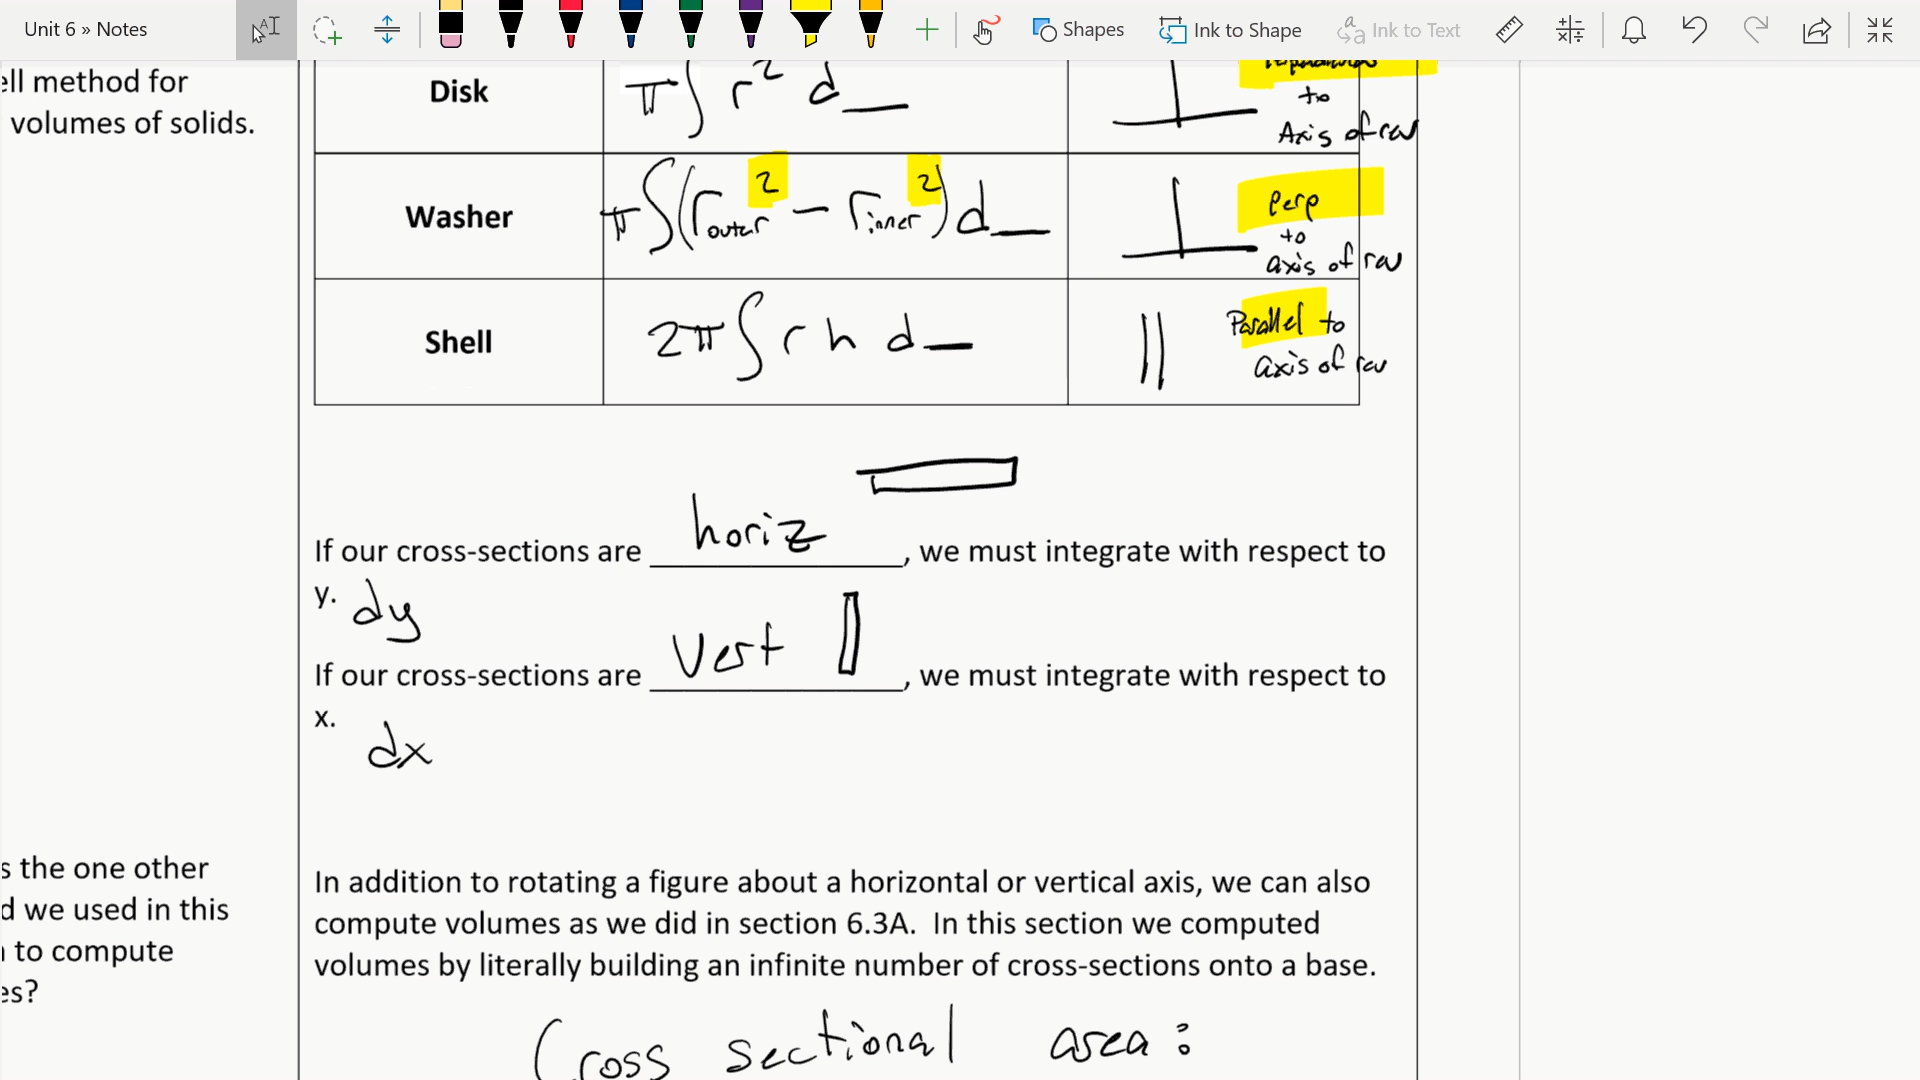 Unit 6 » Notes
Shapes
Ink to Shape
Ink to Text
ell method for
volumes of solids.
Disk
π∫ r² d__
to
Axis of rev
Washer
π∫(r outer² − r inner²) d__
Perp
to
axis of rev
Shell
2π∫ r h d__
|| Parallel to
axis of rev
If our cross-sections are horiz, we must integrate with respect to
y. dy
If our cross-sections are Vert, we must integrate with respect to
x.
dx
s the one other
d we used in this
to compute
es?
In addition to rotating a figure about a horizontal or vertical axis, we can also
compute volumes as we did in section 6.3A. In this section we computed
volumes by literally building an infinite number of cross-sections onto a base.
Cross sectional area: